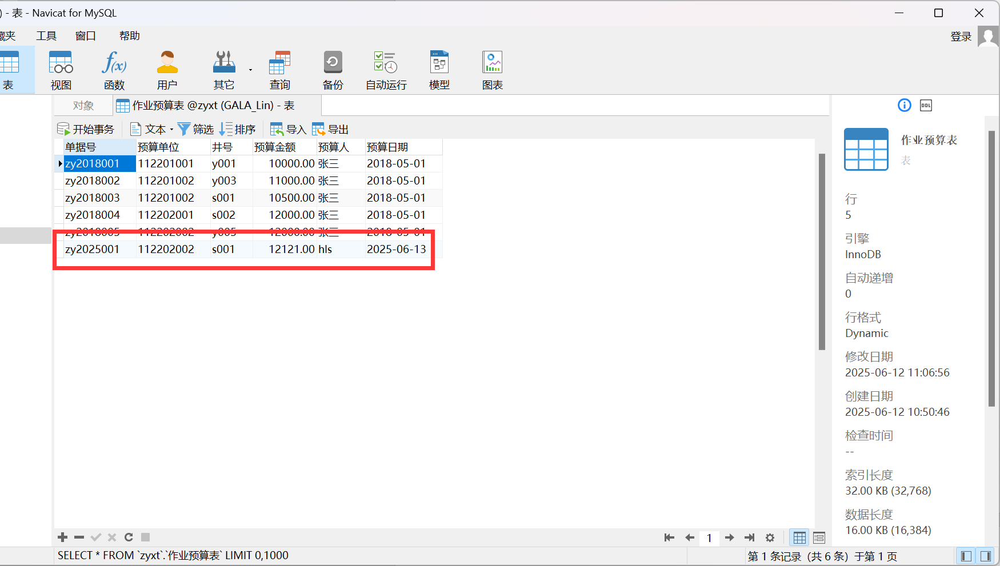 ) - 表 - Navicat for MySQL
藏夹 工具 窗口 帮助 登录
表 视图 函数 用户 其它 查询 备份 自动运行 模型 图表
对象 作业预算表 @zyxt (GALA_Lin) - 表
开始事务 文本 筛选 排序 导入 导出
单据号 预算单位 井号 预算金额 预算人 预算日期
zy2018001 112201001 y001 10000.00 张三 2018-05-01
zy2018002 112201002 y003 11000.00 张三 2018-05-01
zy2018003 112201002 s001 10500.00 张三 2018-05-01
zy2018004 112202001 s002 12000.00 张三 2018-05-01
zy2018005 112202002 y005 12000.00 张三 2018-05-01
zy2025001 112202002 s001 12121.00 hls 2025-06-13
DDL
作业预算表
表
行
5
引擎
InnoDB
自动递增
0
行格式
Dynamic
修改日期
2025-06-12 11:06:56
创建日期
2025-06-12 10:50:46
检查时间
--
索引长度
32.00 KB (32,768)
数据长度
16.00 KB (16,384)
1
SELECT * FROM `zyxt`.`作业预算表` LIMIT 0,1000
第 1 条记录 (共 6 条) 于第 1 页